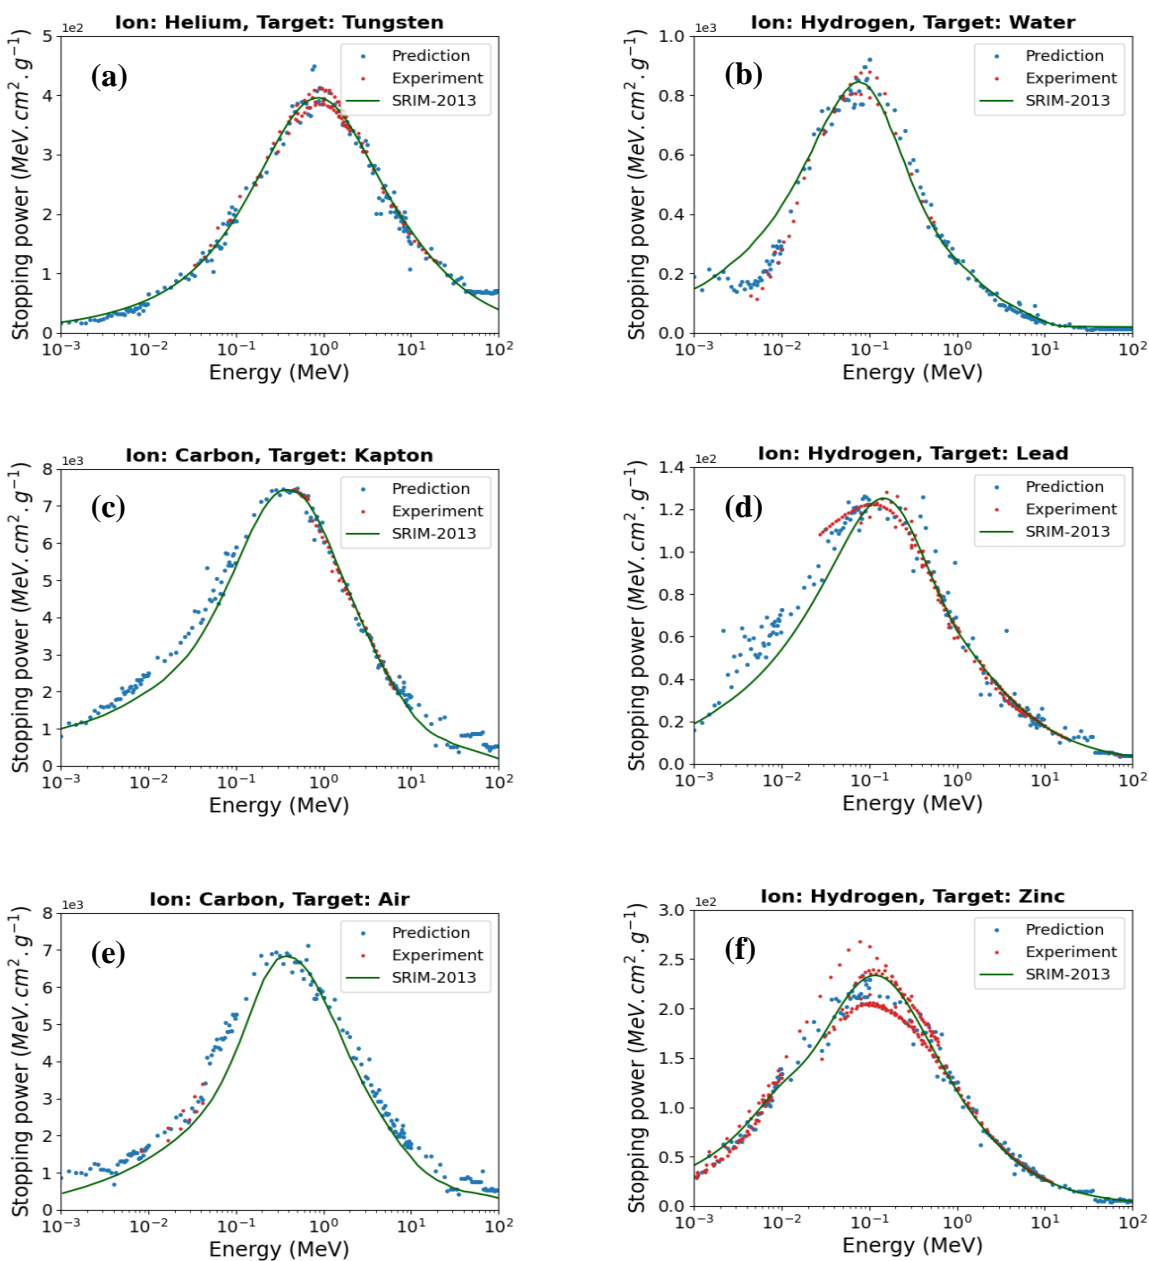 Ion: Helium, Target: Tungsten
1e2
Stopping power (MeV.cm².g⁻¹)
5
4
3
2
1
0
(a)
Prediction
Experiment
SRIM-2013
10⁻³ 10⁻² 10⁻¹ 10⁰ 10¹ 10²
Energy (MeV)
Ion: Hydrogen, Target: Water
1e3
Stopping power (MeV.cm².g⁻¹)
1.0
0.8
0.6
0.4
0.2
0.0
(b)
Prediction
Experiment
SRIM-2013
10⁻³ 10⁻² 10⁻¹ 10⁰ 10¹ 10²
Energy (MeV)
Ion: Carbon, Target: Kapton
1e3
Stopping power (MeV.cm².g⁻¹)
8
7
6
5
4
3
2
1
0
(c)
Prediction
Experiment
SRIM-2013
10⁻³ 10⁻² 10⁻¹ 10⁰ 10¹ 10²
Energy (MeV)
Ion: Hydrogen, Target: Lead
1e2
Stopping power (MeV.cm².g⁻¹)
1.4
1.2
1.0
0.8
0.6
0.4
0.2
0.0
(d)
Prediction
Experiment
SRIM-2013
10⁻³ 10⁻² 10⁻¹ 10⁰ 10¹ 10²
Energy (MeV)
Ion: Carbon, Target: Air
1e3
Stopping power (MeV.cm².g⁻¹)
8
7
6
5
4
3
2
1
0
(e)
Prediction
Experiment
SRIM-2013
10⁻³ 10⁻² 10⁻¹ 10⁰ 10¹ 10²
Energy (MeV)
Ion: Hydrogen, Target: Zinc
1e2
Stopping power (MeV.cm².g⁻¹)
3.0
2.5
2.0
1.5
1.0
0.5
0.0
(f)
Prediction
Experiment
SRIM-2013
10⁻³ 10⁻² 10⁻¹ 10⁰ 10¹ 10²
Energy (MeV)